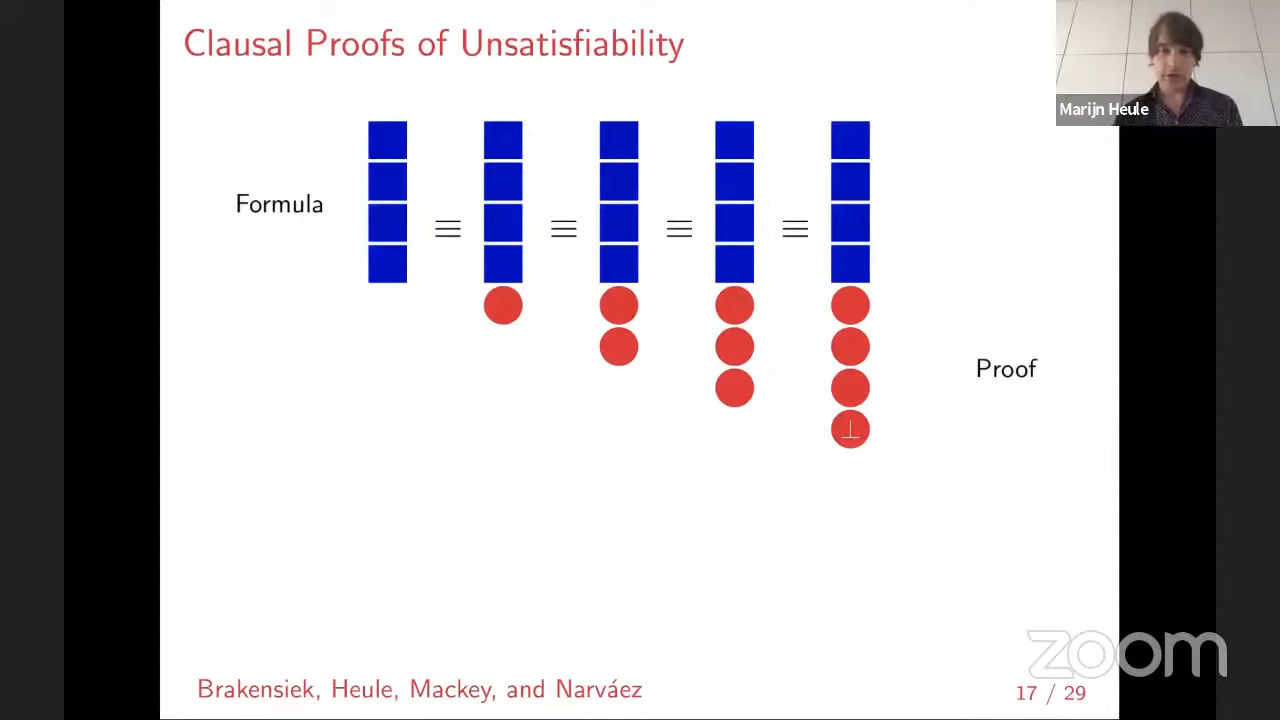 Clausal Proofs of Unsatisfiability
Marijn Heule
Formula
≡ ≡ ≡ ≡
Proof
⊥
zoom
Brakensiek, Heule, Mackey, and Narváez
17 / 29